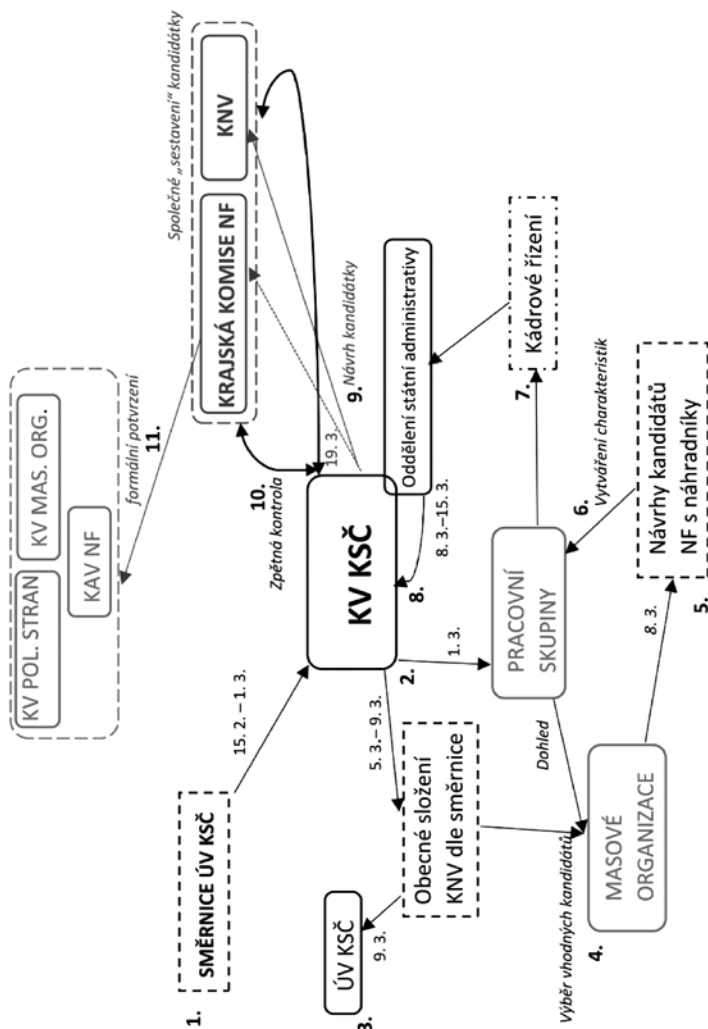 1.
SMĚRNICE ÚV KSČ
15. 2. – 1. 3.
KV POL. STRAN
KV MAS. ORG.
KAV NF
formální potvrzení
11.
Společné „sestavení“ kandidátky
KRAJSKÁ KOMISE NF
KNV
10.
Zpětná kontrola
19. 3.
9.
Návrh kandidátky
KV KSČ
Oddělení státní administrativy
8. 3.–15. 3.
8.
2.
1. 3.
5. 3.– 9. 3.
3.
ÚV KSČ
9. 3.
Obecné složení
KNV dle směrnice
PRACOVNÍ
SKUPINY
7.
Kádrové řízení
Dohled
6.
Vytváření charakteristik
Výběr vhodných kandidátů
4.
MASOVÉ
ORGANIZACE
8. 3.
5.
Návrhy kandidátů
NF s náhradníky